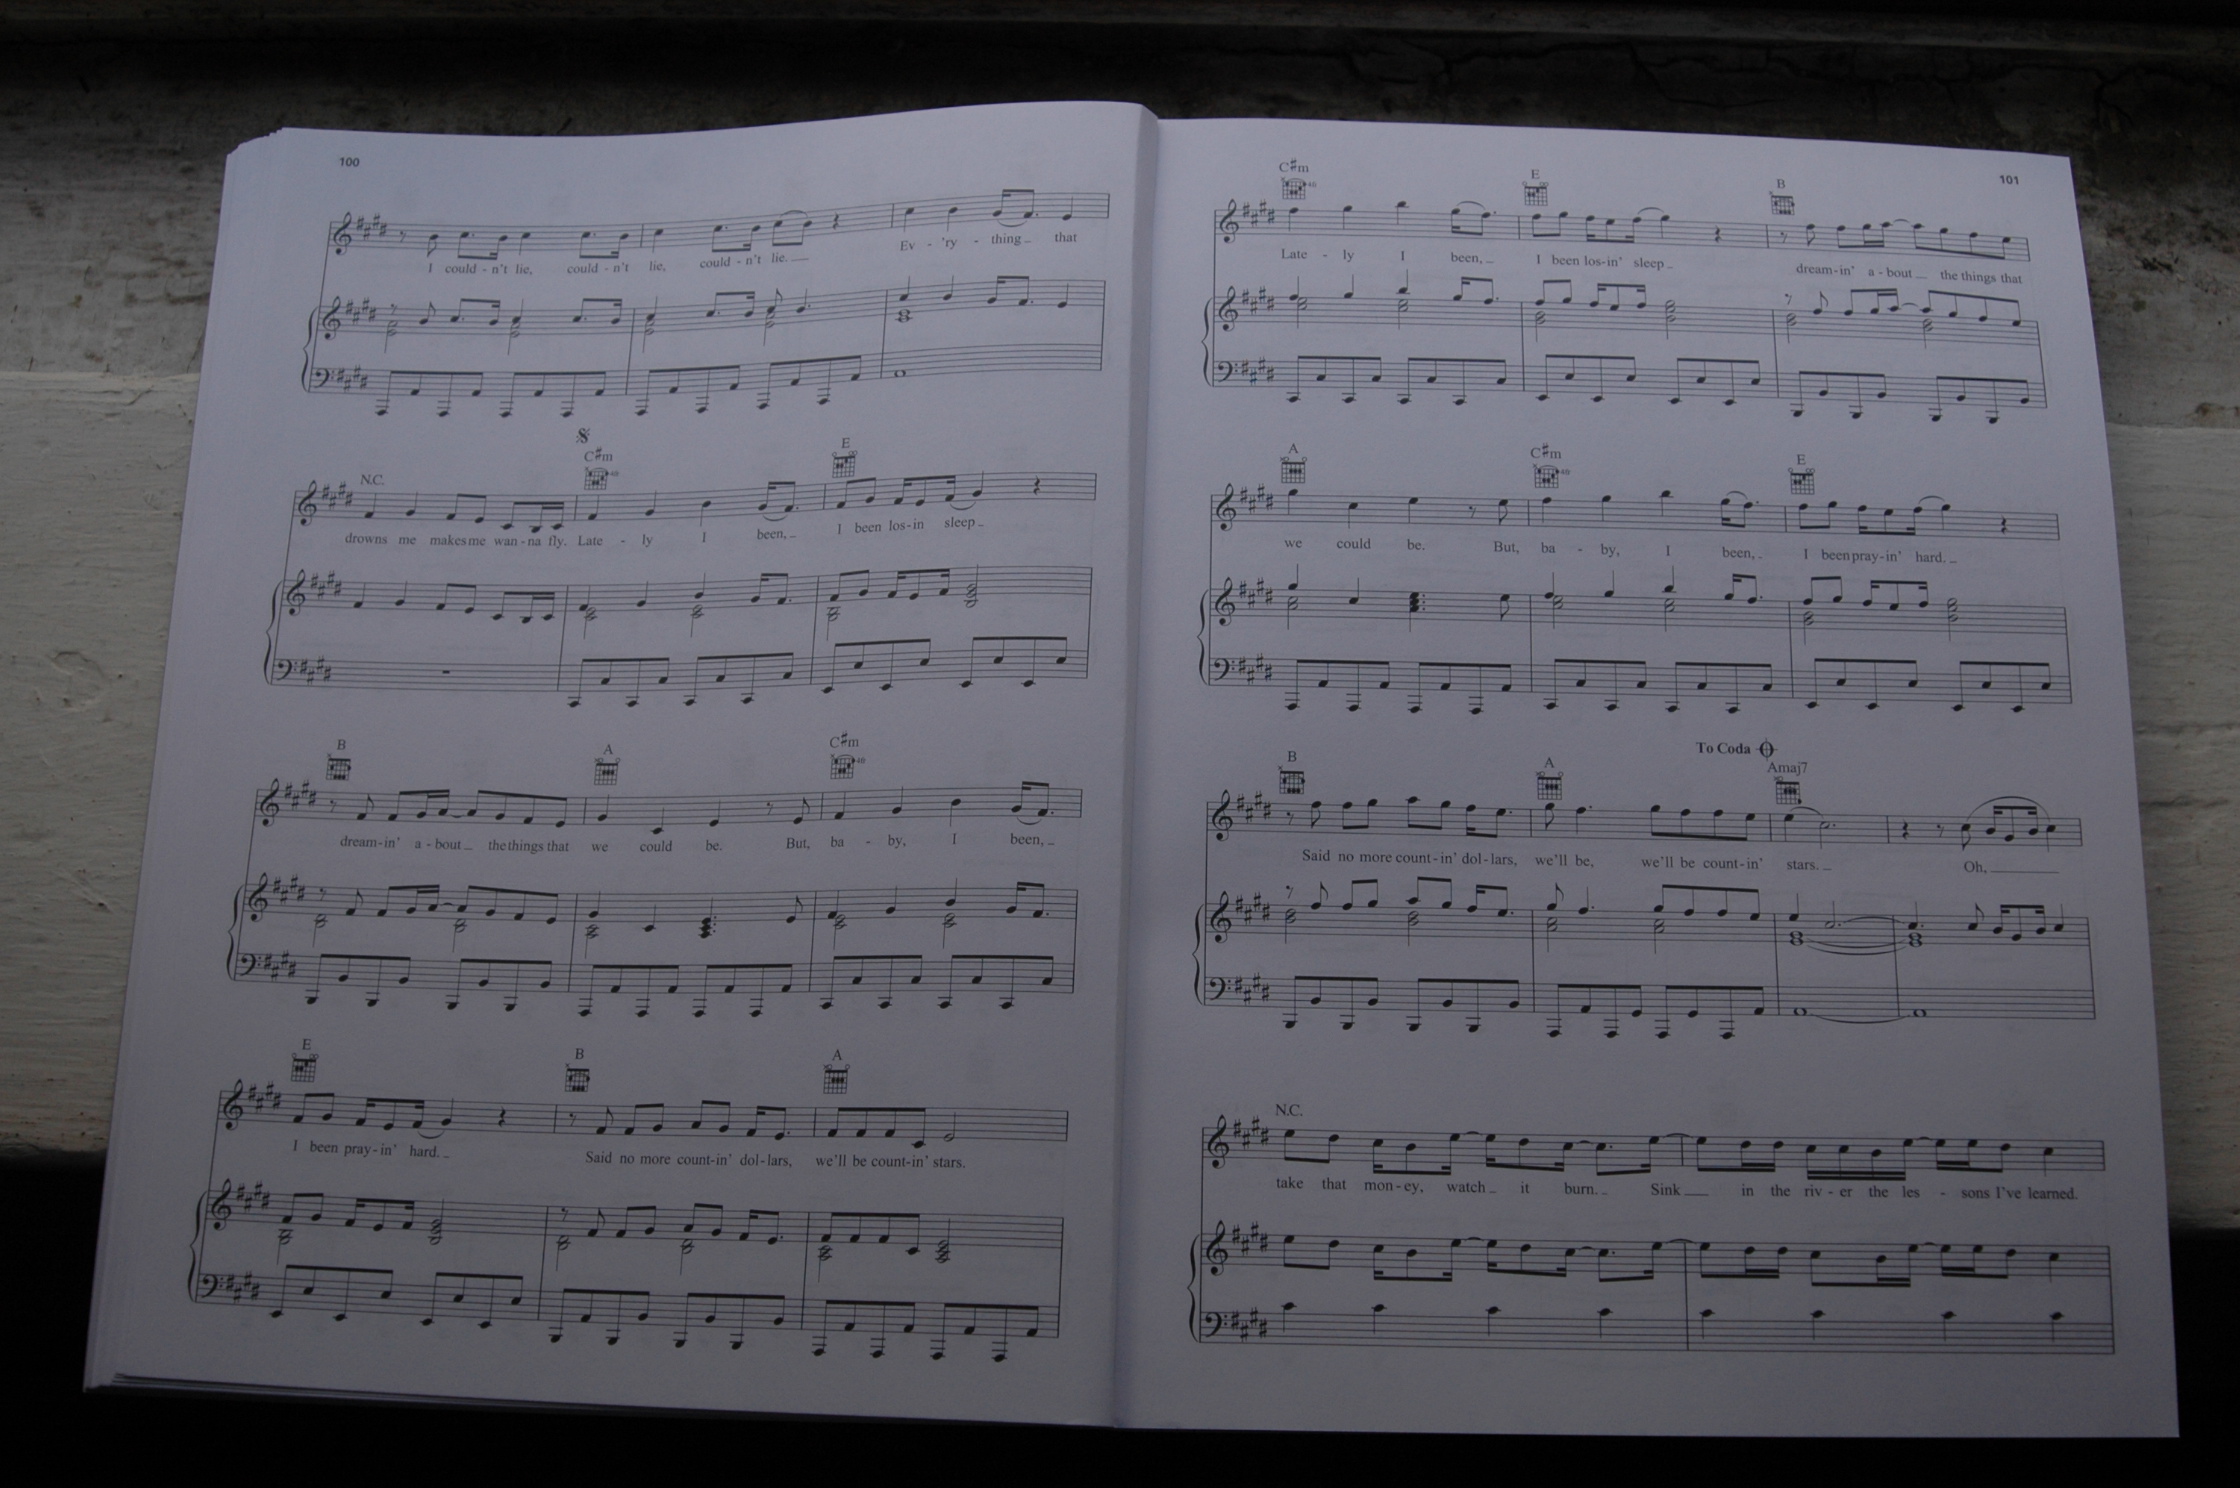 100
I could - n't lie, could - n't lie, could - n't lie. Ev - 'ry - thing that
N.C. C#m 4fr E
drowns me makes me wan - na fly. Late - ly I been, I been los - in sleep
B A C#m 4fr
dream - in' a - bout the things that we could be. But, ba - by, I been,
E B A
I been pray - in' hard. Said no more count - in' dol - lars, we'll be count - in' stars.
101
C#m 4fr E B
Late - ly I been, I been los - in' sleep dream - in' a - bout the things that
A C#m 4fr E
we could be. But, ba - by, I been, I been pray - in' hard.
To Coda
B A Amaj7
Said no more count - in' dol - lars, we'll be, we'll be count - in' stars. Oh,
N.C.
take that mon - ey, watch it burn. Sink in the riv - er the les - sons I've learned.